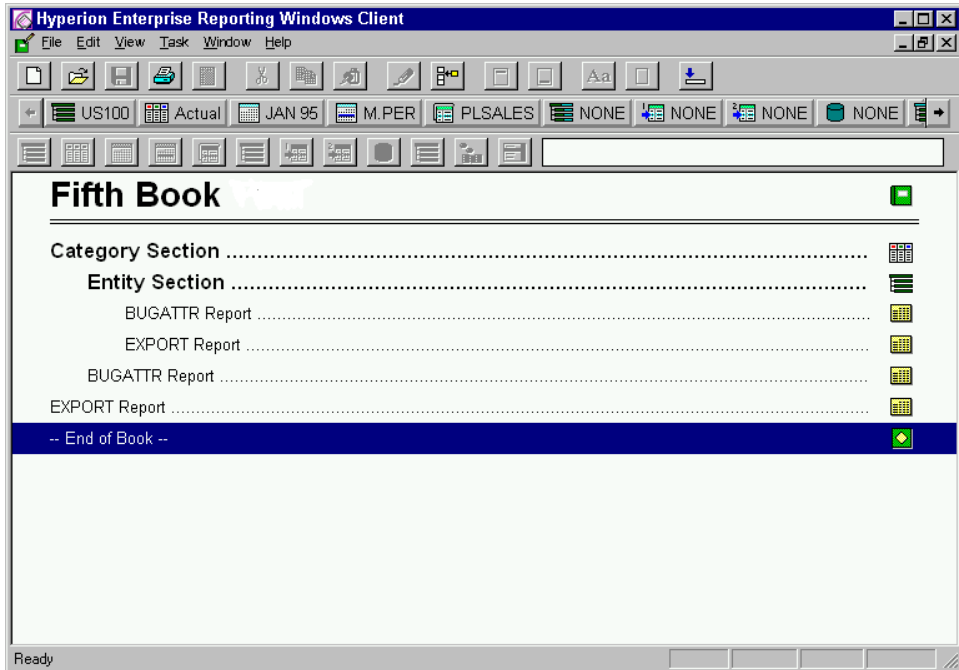 Hyperion Enterprise Reporting Windows Client
File Edit View Task Window Help
Aa
US100 Actual JAN 95 M.PER PLSALES NONE NONE NONE NONE
Fifth Book
Category Section
Entity Section
BUGATTR Report
EXPORT Report
BUGATTR Report
EXPORT Report
-- End of Book --
Ready